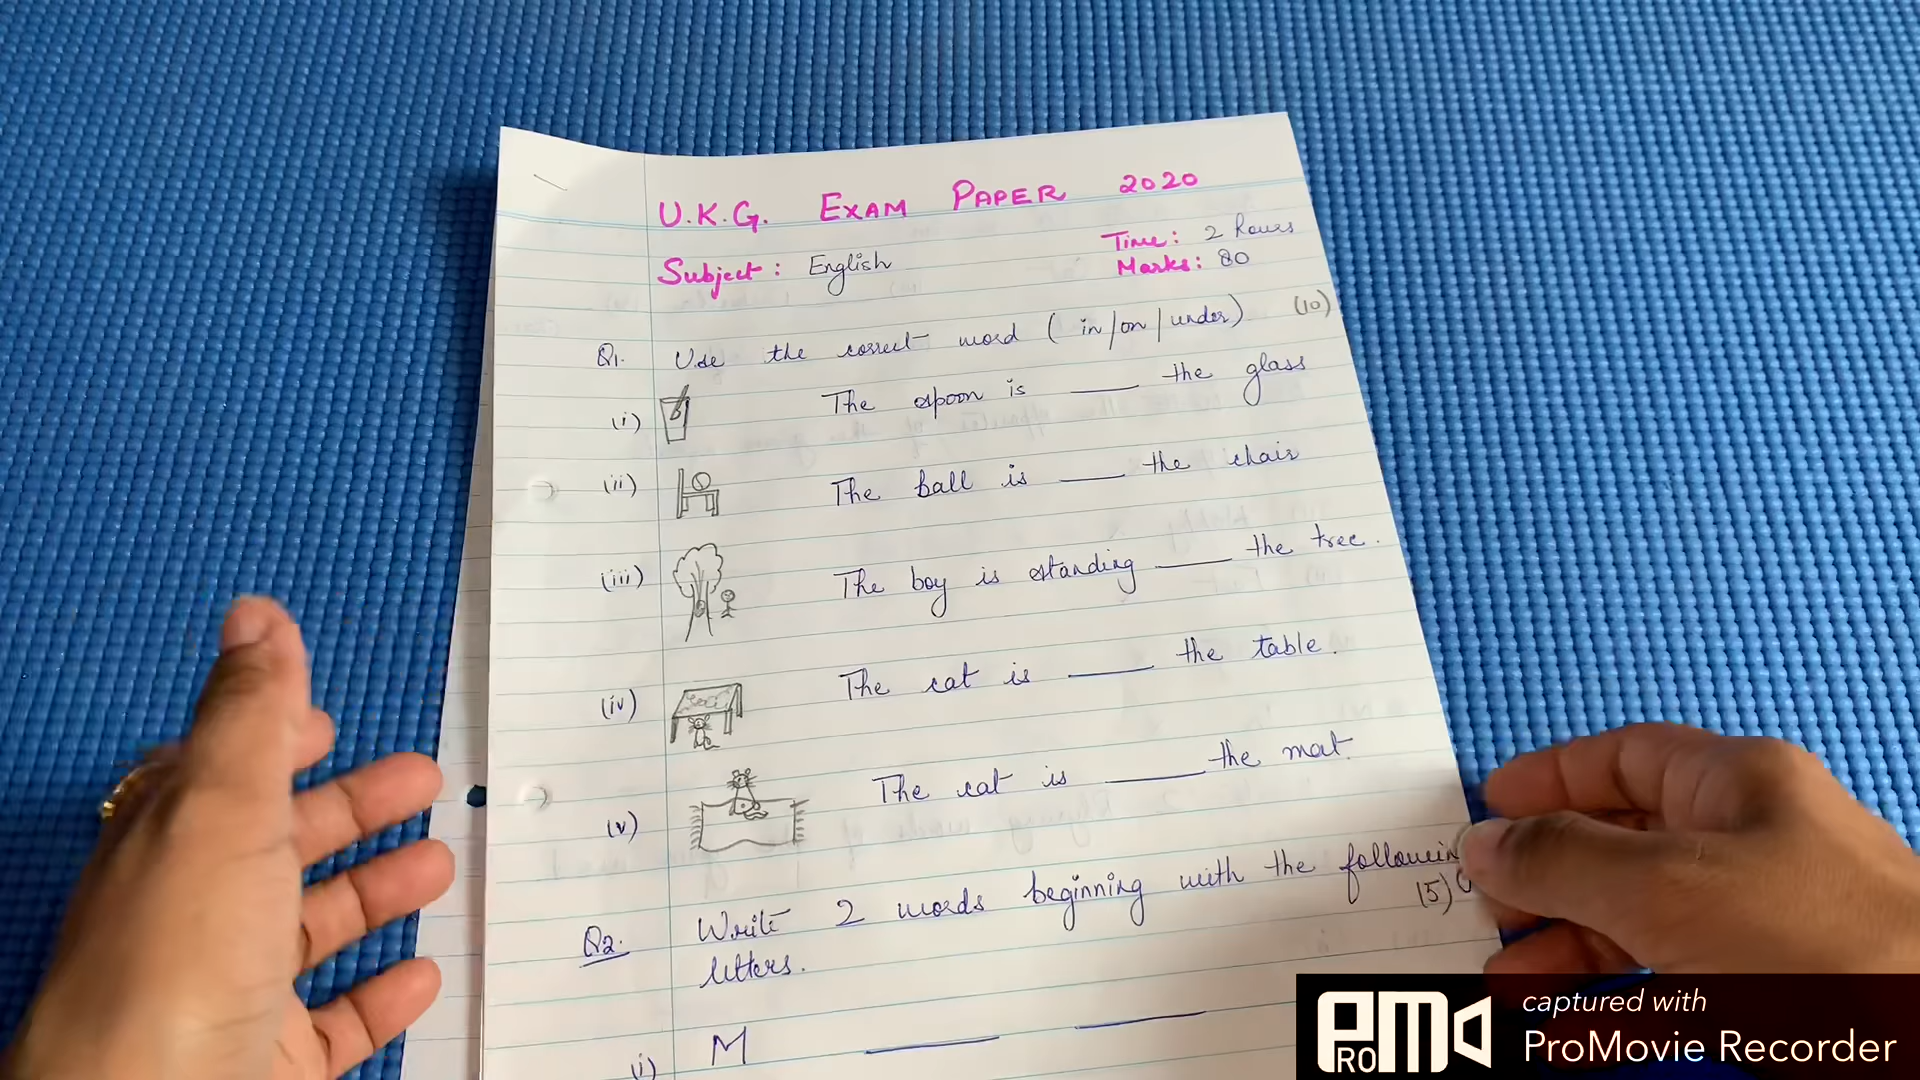 U.K.G. EXAM PAPER 2020
Subject : English
Time: 2 hours
Marks: 80
Q1. Use the correct word ( in/on/under) (10)
(i) The spoon is ____ the glass
(ii) The ball is ____ the chair
(iii) The boy is standing ____ the tree.
(iv) The cat is ____ the table.
(v) The cat is ____ the mat.
Q2. Write 2 words beginning with the
letters. (5)
(i) M ____ ____
PROMO
captured with
ProMovie Recorder